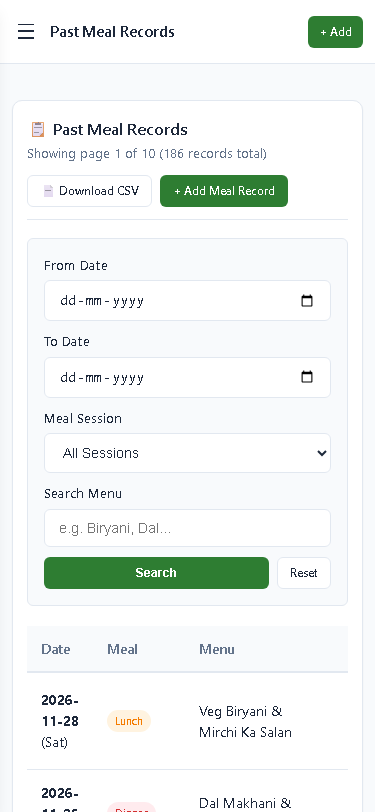 Past Meal Records
+ Add
Past Meal Records
Showing page 1 of 10 (186 records total)
Download CSV
+ Add Meal Record
From Date
dd-mm-yyyy
To Date
dd-mm-yyyy
Meal Session
All Sessions
Search Menu
e.g. Biryani, Dal...
Search
Reset
Date Meal Menu
2026-
11-28
(Sat)
Lunch
Veg Biryani &
Mirchi Ka Salan
2026-
Dal Makhani &